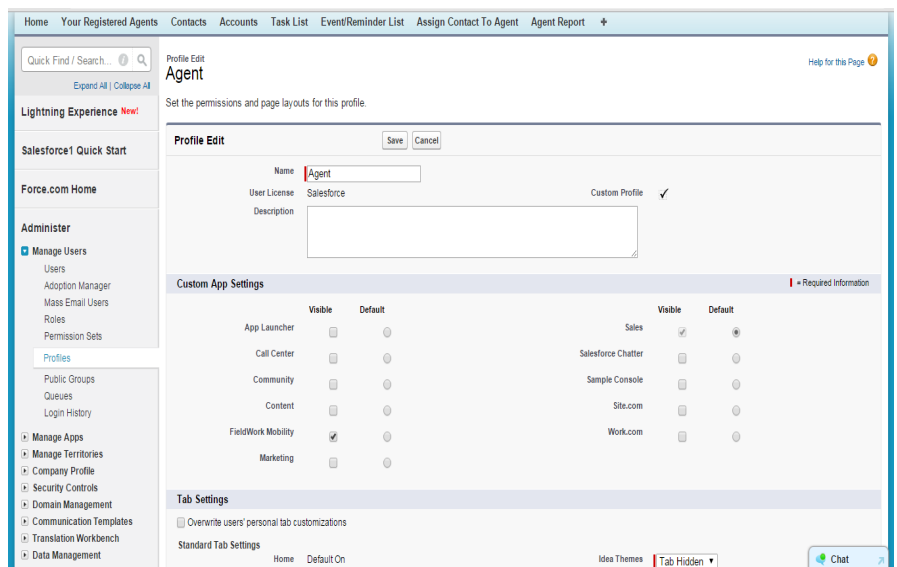 Home Your Registered Agents Contacts Accounts Task List Event/Reminder List Assign Contact To Agent Agent Report +
Quick Find / Search...
Expand All | Collapse All
Lightning Experience New!
Salesforce1 Quick Start
Force.com Home
Administer
Manage Users
Users
Adoption Manager
Mass Email Users
Roles
Permission Sets
Profiles
Public Groups
Queues
Login History
Manage Apps
Manage Territories
Company Profile
Security Controls
Domain Management
Communication Templates
Translation Workbench
Data Management
Profile Edit
Agent
Help for this Page ?
Set the permissions and page layouts for this profile.
Profile Edit Save Cancel
Name Agent
User License Salesforce Custom Profile
Description
Custom App Settings = Required Information
Visible Default Visible Default
App Launcher Sales
Call Center Salesforce Chatter
Community Sample Console
Content Site.com
FieldWork Mobility Work.com
Marketing
Tab Settings
Overwrite users' personal tab customizations
Standard Tab Settings
Home Default On Idea Themes Tab Hidden
Chat